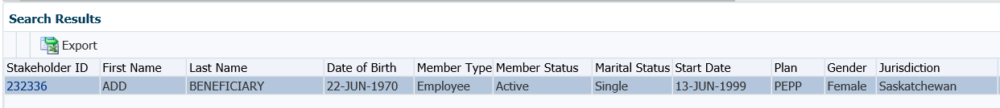 Search Results
Export
Stakeholder ID First Name Last Name Date of Birth Member Type Member Status Marital Status Start Date Plan Gender Jurisdiction
232336 ADD BENEFICIARY 22-JUN-1970 Employee Active Single 13-JUN-1999 PEPP Female Saskatchewan